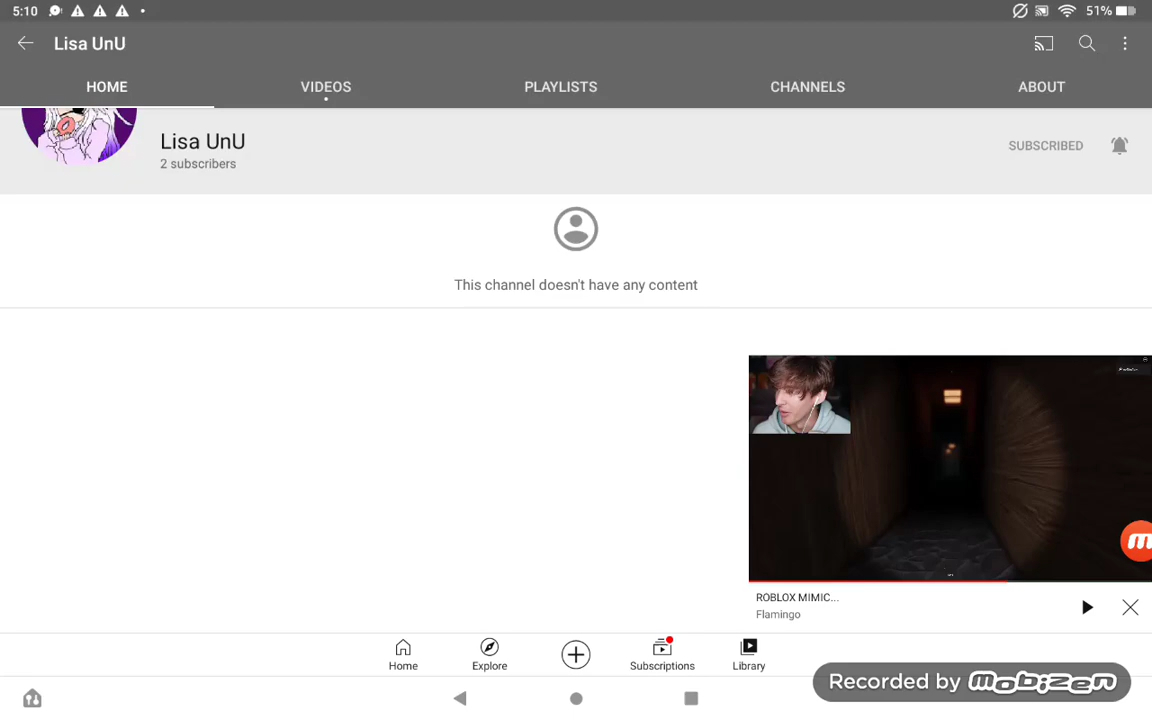 5:10
51%
Lisa UnU
HOME
VIDEOS
PLAYLISTS
CHANNELS
ABOUT
Lisa UnU
2 subscribers
SUBSCRIBED
This channel doesn't have any content
ROBLOX MIMIC...
Flamingo
Home
Explore
Subscriptions
Library
Recorded by mobizen